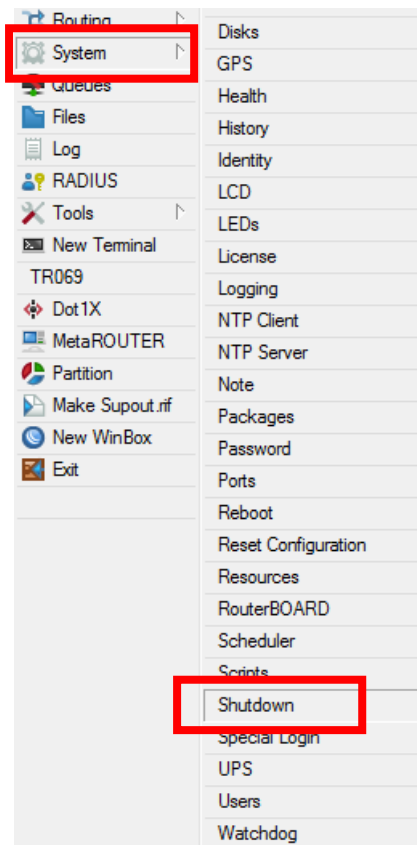 Routing
System
Queues
Files
Log
RADIUS
Tools
New Terminal
TR069
Dot1X
MetaROUTER
Partition
Make Supout.rif
New WinBox
Exit
Disks
GPS
Health
History
Identity
LCD
LEDs
License
Logging
NTP Client
NTP Server
Note
Packages
Password
Ports
Reboot
Reset Configuration
Resources
RouterBOARD
Scheduler
Scripts
Shutdown
Special Login
UPS
Users
Watchdog